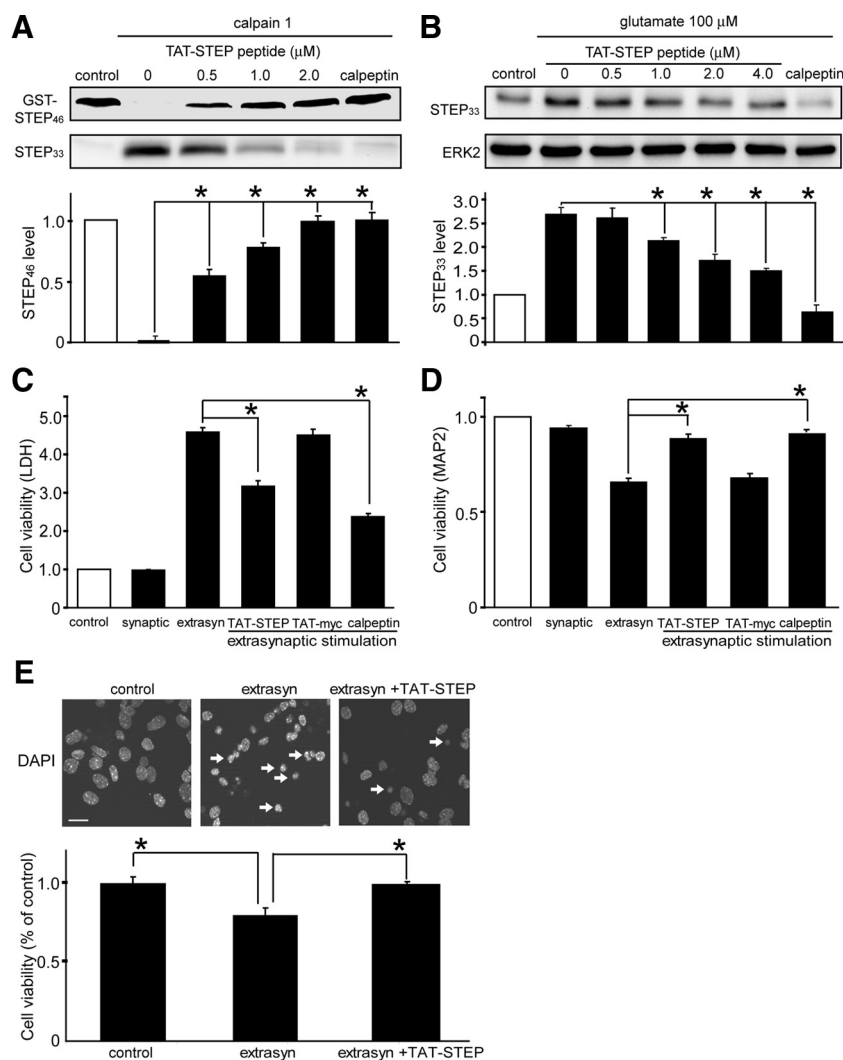 A
calpain 1
TAT-STEP peptide (µM)
control 0 0.5 1.0 2.0 calpeptin
GST-
STEP46
STEP33
* * * *
1.0
0.5
0
STEP46 level
B
glutamate 100 µM
TAT-STEP peptide (µM)
control 0 0.5 1.0 2.0 4.0 calpeptin
STEP33
ERK2
* * * *
3.0
2.5
2.0
1.5
1.0
0.5
0
STEP33 level
C
* *
5.0
4.0
3.0
2.0
1.0
0
Cell viability (LDH)
control synaptic extrasyn TAT-STEP TAT-myc calpeptin
extrasynaptic stimulation
D
* *
1.0
0.5
0
Cell viability (MAP2)
control synaptic extrasyn TAT-STEP TAT-myc calpeptin
extrasynaptic stimulation
E
control extrasyn extrasyn +TAT-STEP
DAPI
* *
1.0
0.5
0
Cell viability (% of control)
control extrasyn extrasyn +TAT-STEP